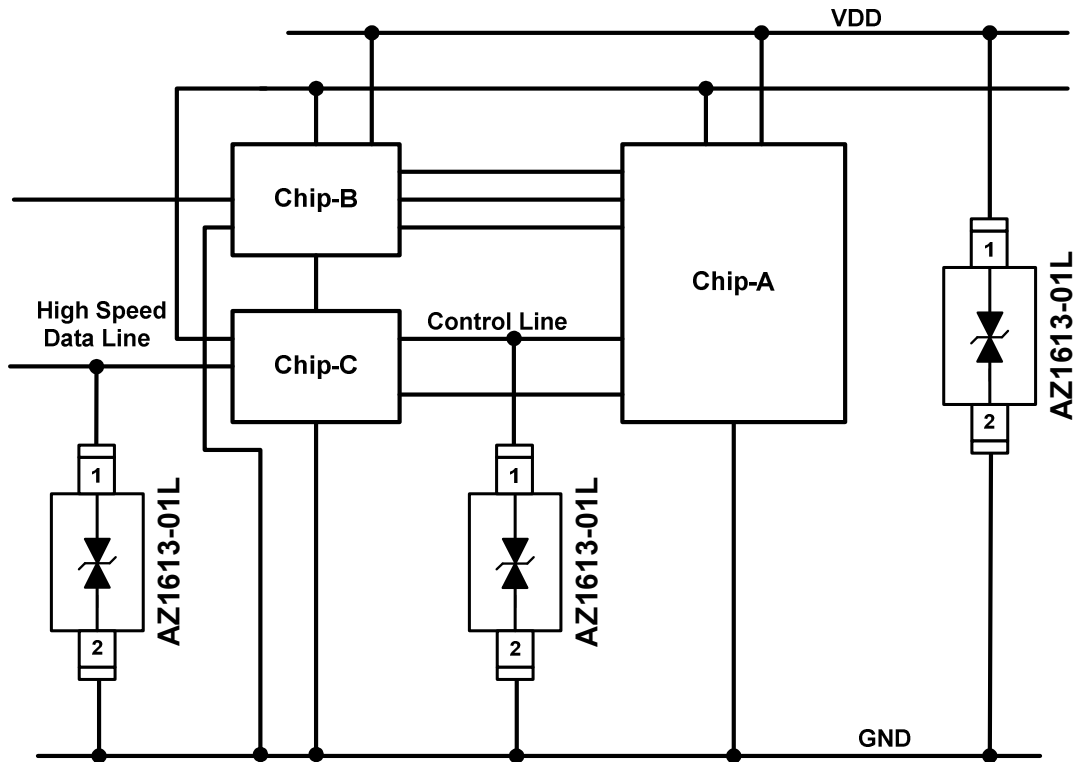 VDD
Chip-B
Chip-A
1
AZ1613-01L
2
High Speed
Data Line
Control Line
Chip-C
1
AZ1613-01L
2
1
AZ1613-01L
2
GND